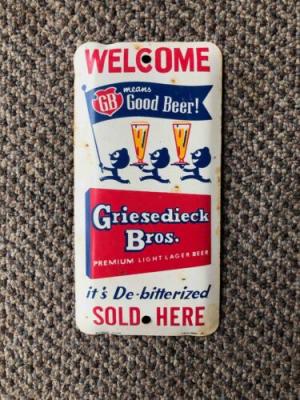 WELCOME
GB means
Good Beer!
Griesedieck
Bros.
PREMIUM LIGHT LAGER BEER
it's De-bitterized
SOLD HERE